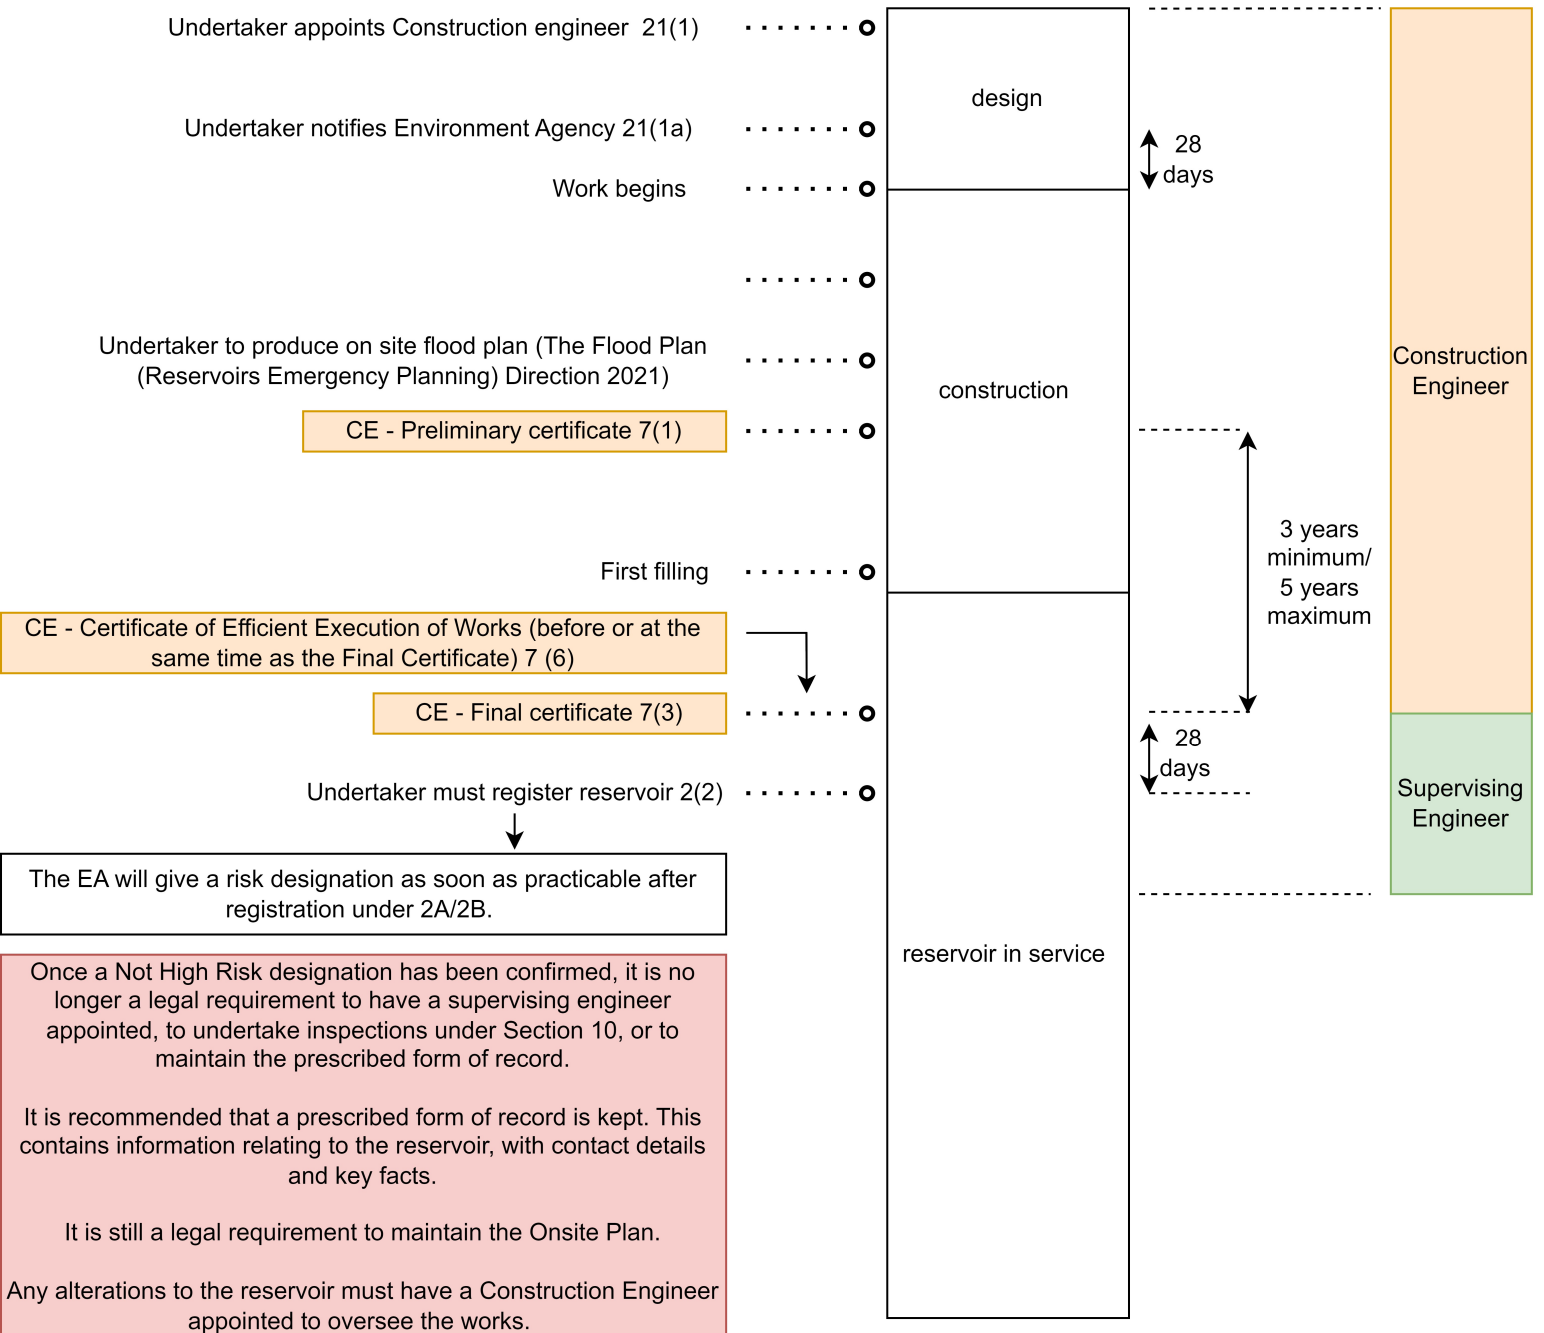 Undertaker appoints Construction engineer 21(1)
design
Undertaker notifies Environment Agency 21(1a)
28
days
Work begins
Undertaker to produce on site flood plan (The Flood Plan
(Reservoirs Emergency Planning) Direction 2021)
construction
Construction
Engineer
CE - Preliminary certificate 7(1)
3 years
minimum/
5 years
maximum
First filling
CE - Certificate of Efficient Execution of Works (before or at the
same time as the Final Certificate) 7 (6)
CE - Final certificate 7(3)
28
days
Undertaker must register reservoir 2(2)
Supervising
Engineer
The EA will give a risk designation as soon as practicable after
registration under 2A/2B.
reservoir in service
Once a Not High Risk designation has been confirmed, it is no
longer a legal requirement to have a supervising engineer
appointed, to undertake inspections under Section 10, or to
maintain the prescribed form of record.
It is recommended that a prescribed form of record is kept. This
contains information relating to the reservoir, with contact details
and key facts.
It is still a legal requirement to maintain the Onsite Plan.
Any alterations to the reservoir must have a Construction Engineer
appointed to oversee the works.